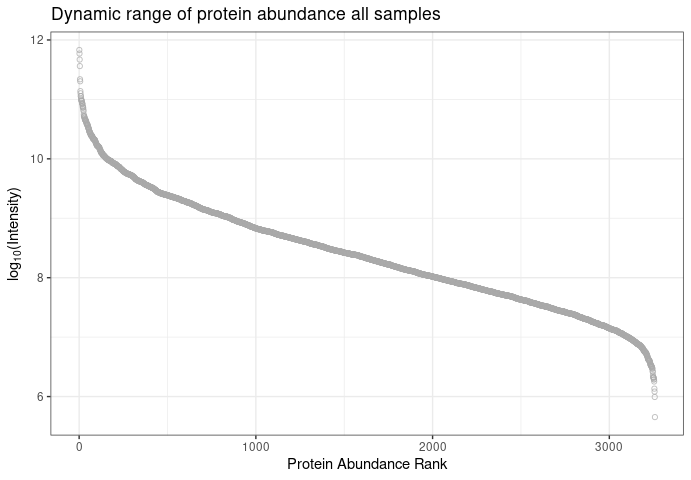 Dynamic range of protein abundance all samples
12
10
8
6
log₁₀(Intensity)
0 1000 2000 3000
Protein Abundance Rank